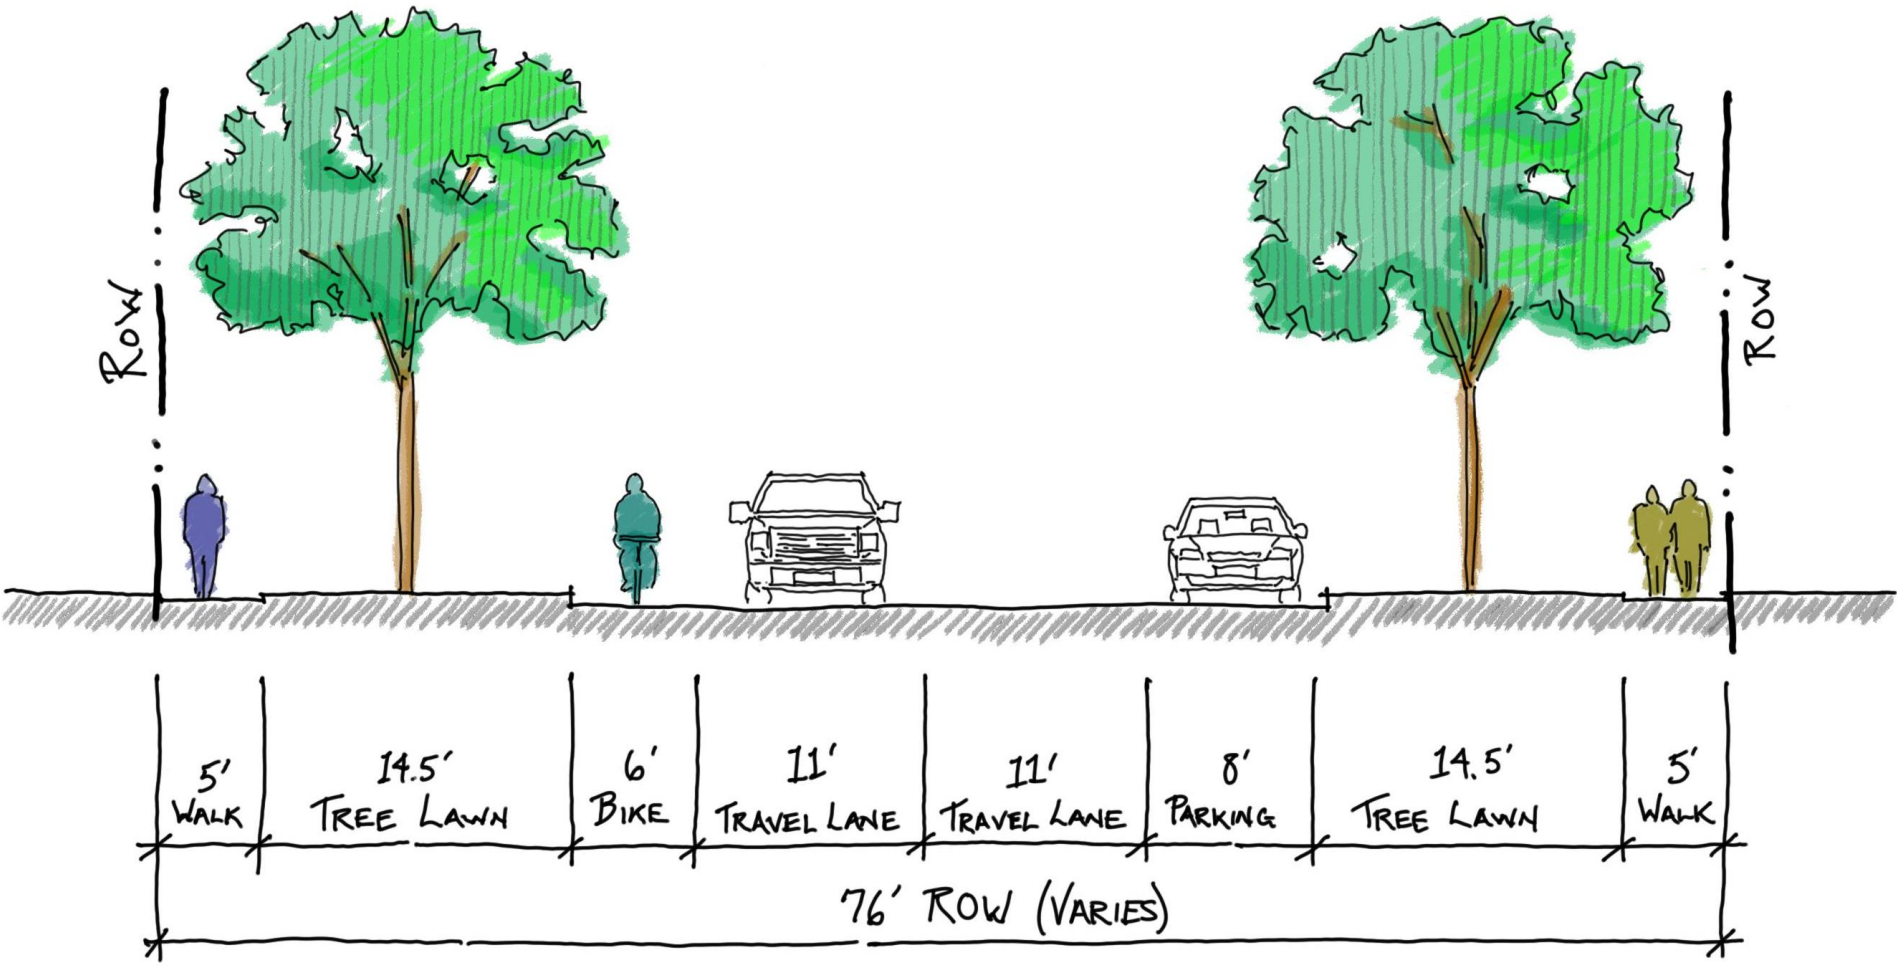 Row
ROW
5'
WALK
14.5'
TREE LAWN
6'
BIKE
11'
TRAVEL LANE
11'
TRAVEL LANE
8'
PARKING
14.5'
TREE LAWN
5'
WALK
76' ROW (VARIES)